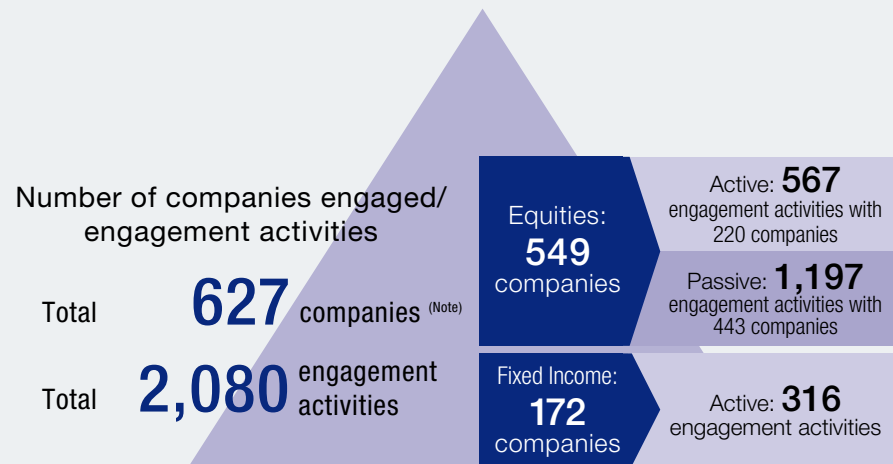 Number of companies engaged/
engagement activities
Total 627 companies (Note)
Total 2,080 engagement
activities
Equities:
549
companies
Active: 567
engagement activities with
220 companies
Passive: 1,197
engagement activities with
443 companies
Fixed Income:
172
companies
Active: 316
engagement activities